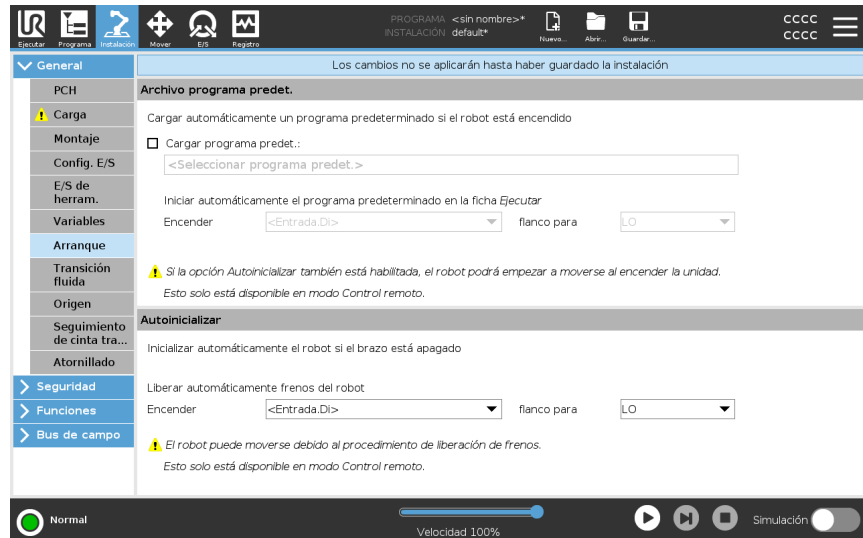 UR
Ejecutar
Programa
Instalación
Mover
E/S
Registro
PROGRAMA <sin nombre>*
INSTALACIÓN default*
Nuevo...
Abrir...
Guardar...
cccc
cccc
General
PCH
Carga
Montaje
Config. E/S
E/S de
herram.
Variables
Arranque
Transición
fluida
Origen
Seguimiento
de cinta tra...
Atornillado
Seguridad
Funciones
Bus de campo
Los cambios no se aplicarán hasta haber guardado la instalación
Archivo programa predet.
Cargar automáticamente un programa predeterminado si el robot está encendido
Cargar programa predet.:
<Seleccionar programa predet.>
Iniciar automáticamente el programa predeterminado en la ficha Ejecutar
Encender <Entrada.Di> flanco para LO
Si la opción Autoinicializar también está habilitada, el robot podrá empezar a moverse al encender la unidad.
Esto solo está disponible en modo Control remoto.
Autoinicializar
Inicializar automáticamente el robot si el brazo está apagado
Liberar automáticamente frenos del robot
Encender <Entrada.Di> flanco para LO
El robot puede moverse debido al procedimiento de liberación de frenos.
Esto solo está disponible en modo Control remoto.
Normal
Velocidad 100%
Simulación